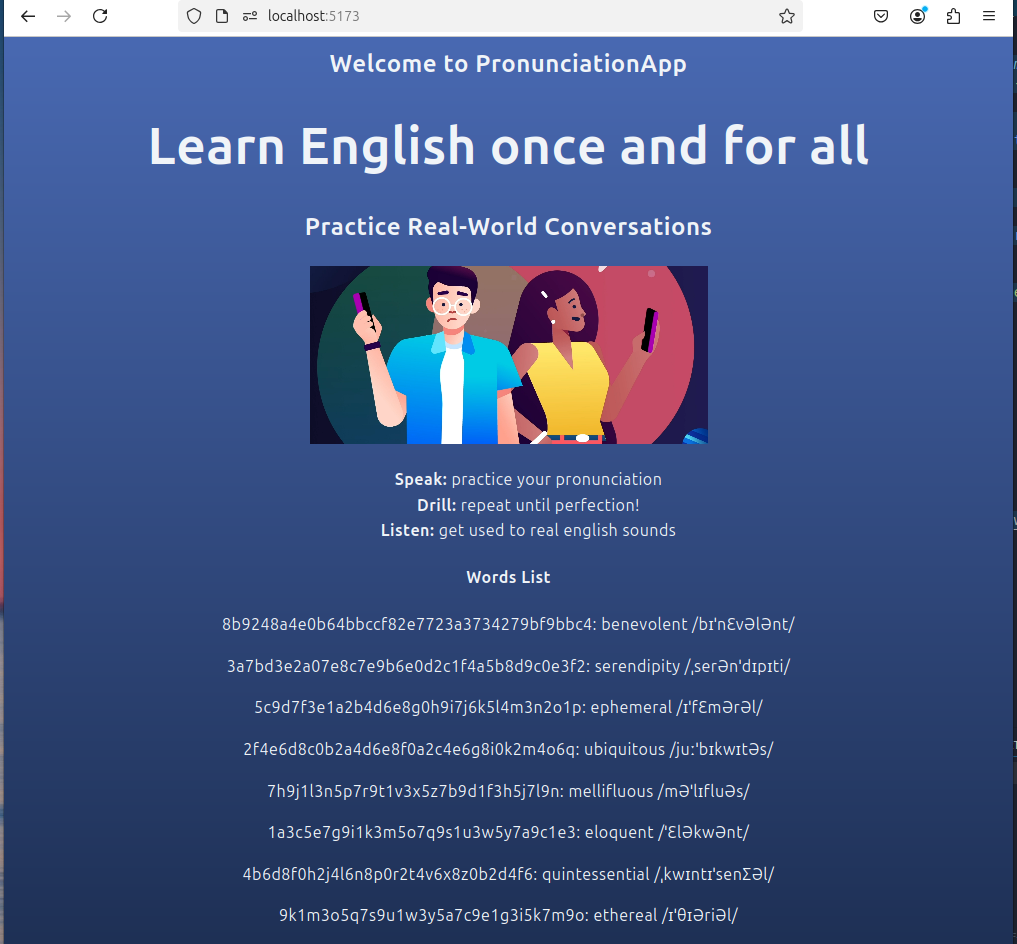 localhost:5173
Welcome to PronunciationApp
Learn English once and for all
Practice Real-World Conversations
Speak: practice your pronunciation
Drill: repeat until perfection!
Listen: get used to real english sounds
Words List
8b9248a4e0b64bbccf82e7723a3734279bf9bbc4: benevolent /bɪˈnƐvƏlƏnt/
3a7bd3e2a07e8c7e9b6e0d2c1f4a5b8d9c0e3f2: serendipity /ˌserƏnˈdɪpɪti/
5c9d7f3e1a2b4d6e8g0h9i7j6k5l4m3n2o1p: ephemeral /ɪˈfƐmƏrƏl/
2f4e6d8c0b2a4d6e8f0a2c4e6g8i0k2m4o6q: ubiquitous /juːˈbɪkwɪtƏs/
7h9j1l3n5p7r9t1v3x5z7b9d1f3h5j7l9n: mellifluous /mƏˈlɪfluƏs/
1a3c5e7g9i1k3m5o7q9s1u3w5y7a9c1e3: eloquent /ˈƐlƏkwƏnt/
4b6d8f0h2j4l6n8p0r2t4v6x8z0b2d4f6: quintessential /ˌkwɪntɪˈsenƩƏl/
9k1m3o5q7s9u1w3y5a7c9e1g3i5k7m9o: ethereal /ɪˈθɪƏriƏl/